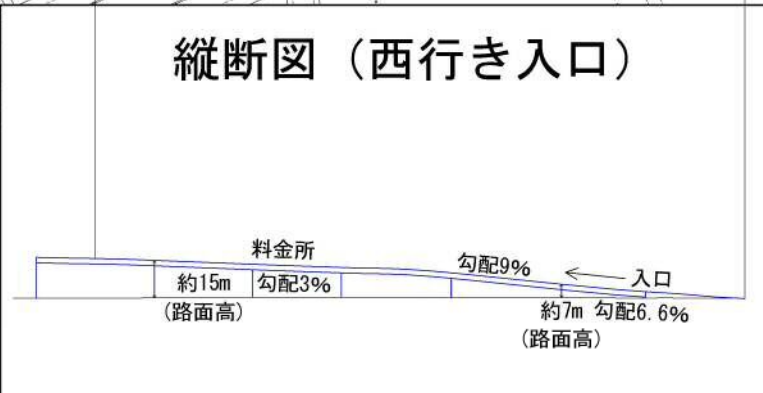 縦断図（西行き入口）
料金所
勾配9%
入口
約15m
勾配3%
(路面高)
約7m
勾配6.6%
(路面高)